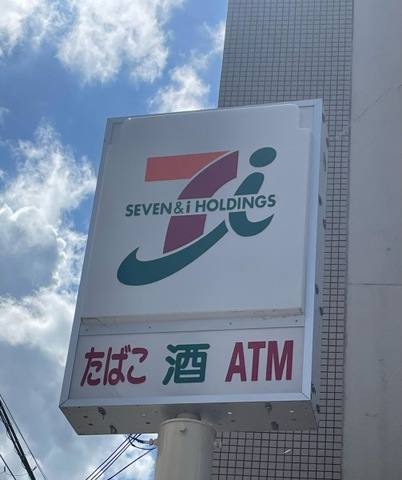 SEVEN&i HOLDINGS
たばこ 酒 ATM